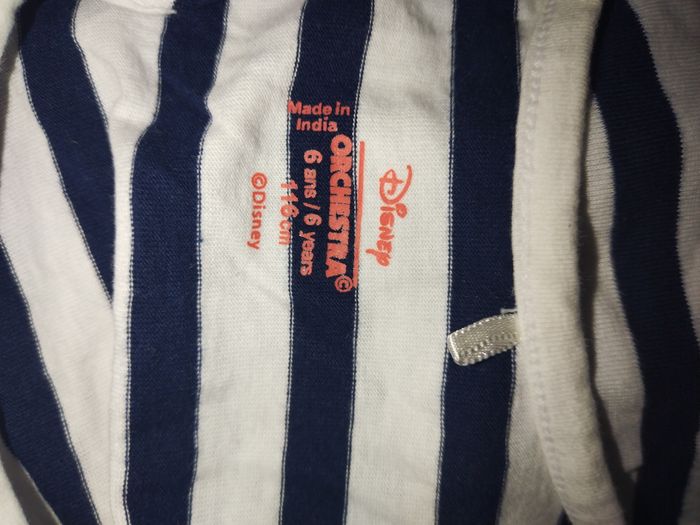 Disney
ORCHESTRA©
6 ans / 6 years
116 cm
©Disney
Made in
India